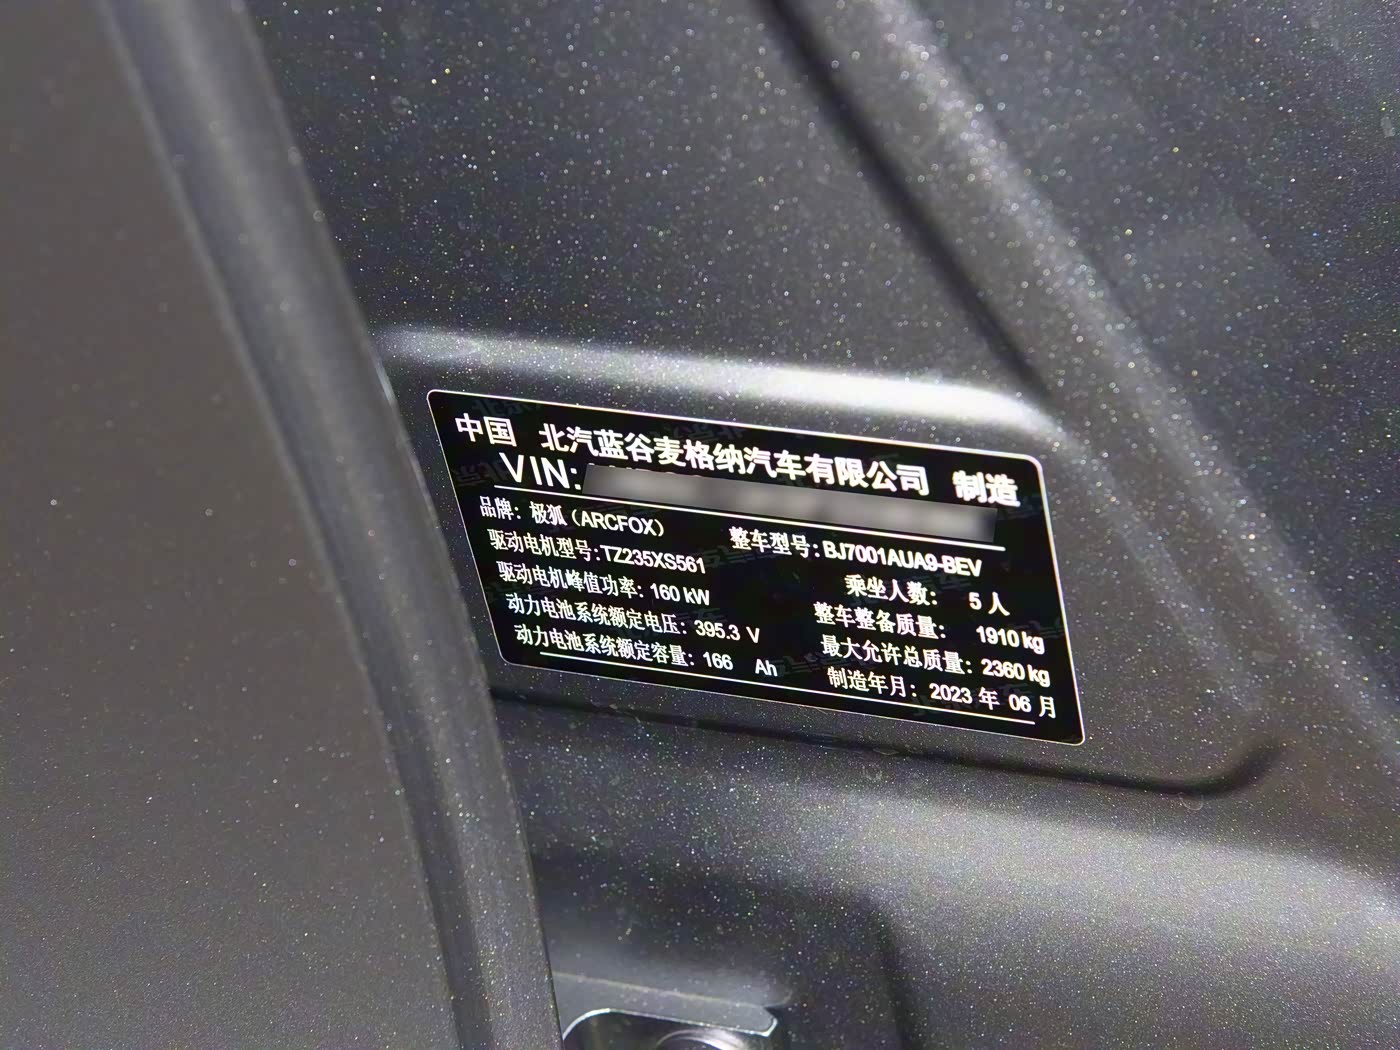 中国 北汽蓝谷麦格纳汽车有限公司 制造
VIN:
品牌：极狐（ARCFOX） 整车型号：BJ7001AUA9-BEV
驱动电机型号：TZ235XS561 乘坐人数： 5 人
驱动电机峰值功率：160 kW 整车整备质量： 1910 kg
动力电池系统额定电压：395.3 V 最大允许总质量：2360 kg
动力电池系统额定容量：166 Ah 制造年月：2023 年 06 月